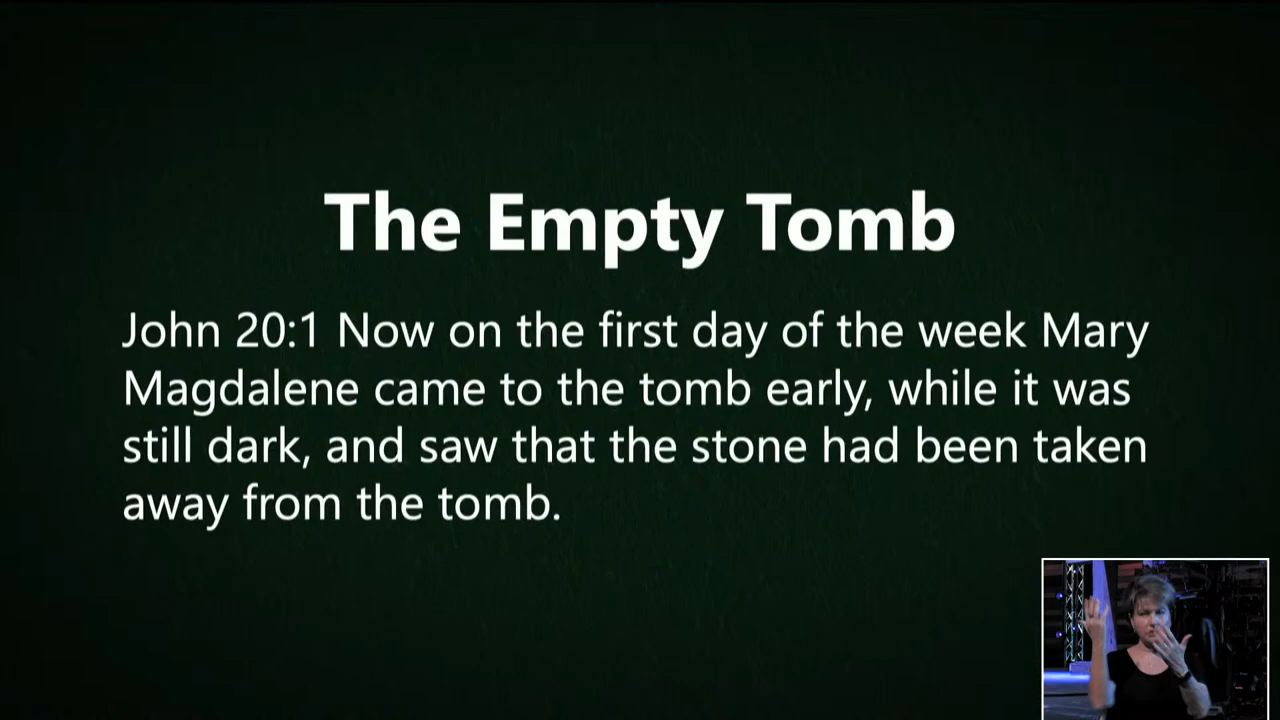 The Empty Tomb
John 20:1 Now on the first day of the week Mary
Magdalene came to the tomb early, while it was
still dark, and saw that the stone had been taken
away from the tomb.